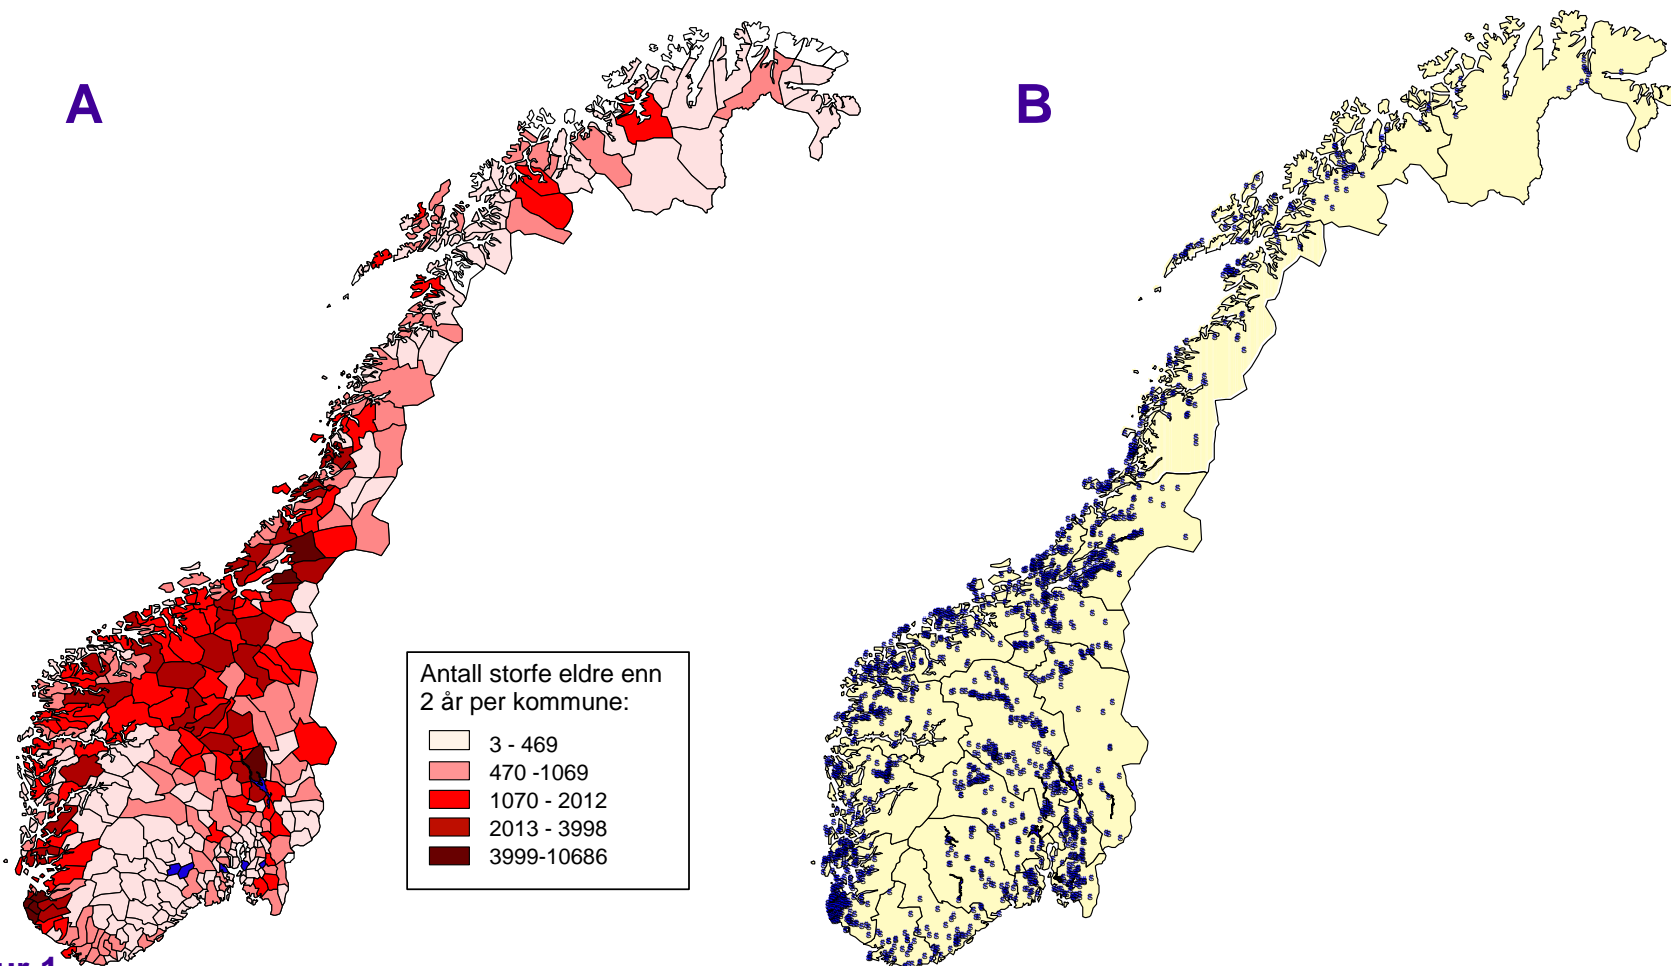 A
B
Antall storfe eldre enn
2 år per kommune:
3 - 469
470 -1069
1070 - 2012
2013 - 3998
3999-10686